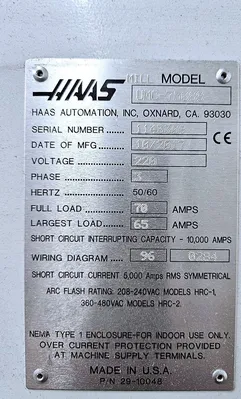 HAAS
MILL MODEL
HAAS AUTOMATION, INC, OXNARD, CA. 93030
SERIAL NUMBER
CE
DATE OF MFG
VOLTAGE 220
PHASE 3
HERTZ 50/60
FULL LOAD 70 AMPS
LARGEST LOAD 65 AMPS
SHORT CIRCUIT INTERRUPTING CAPACITY - 10,000 AMPS
WIRING DIAGRAM 96
SHORT CIRCUIT CURRENT 5,000 Amps RMS SYMMETRICAL
ARC FLASH RATING: 208-240VAC MODELS HRC-1,
360-480VAC MODELS HRC-2.
NEMA TYPE 1 ENCLOSURE-FOR INDOOR USE ONLY.
OVER CURRENT PROTECTION PROVIDED
AT MACHINE SUPPLY TERMINALS.
MADE IN U.S.A.
P/N 29-10048